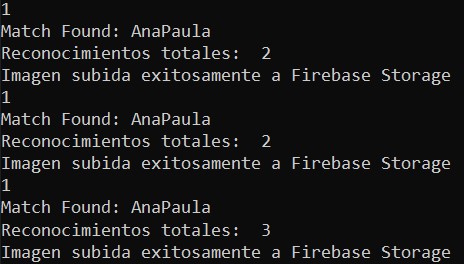 1
Match Found: AnaPaula
Reconocimientos totales:  2
Imagen subida exitosamente a Firebase Storage
1
Match Found: AnaPaula
Reconocimientos totales:  2
Imagen subida exitosamente a Firebase Storage
1
Match Found: AnaPaula
Reconocimientos totales:  3
Imagen subida exitosamente a Firebase Storage